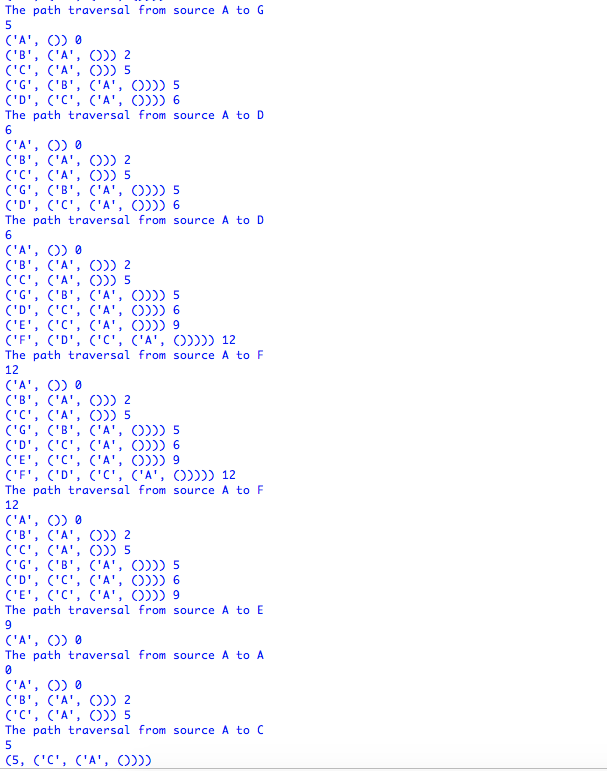 The path traversal from source A to G
5
('A', ()) 0
('B', ('A', ())) 2
('C', ('A', ())) 5
('G', ('B', ('A', ()))) 5
('D', ('C', ('A', ()))) 6
The path traversal from source A to D
6
('A', ()) 0
('B', ('A', ())) 2
('C', ('A', ())) 5
('G', ('B', ('A', ()))) 5
('D', ('C', ('A', ()))) 6
The path traversal from source A to D
6
('A', ()) 0
('B', ('A', ())) 2
('C', ('A', ())) 5
('G', ('B', ('A', ()))) 5
('D', ('C', ('A', ()))) 6
('E', ('C', ('A', ()))) 9
('F', ('D', ('C', ('A', ())))) 12
The path traversal from source A to F
12
('A', ()) 0
('B', ('A', ())) 2
('C', ('A', ())) 5
('G', ('B', ('A', ()))) 5
('D', ('C', ('A', ()))) 6
('E', ('C', ('A', ()))) 9
('F', ('D', ('C', ('A', ())))) 12
The path traversal from source A to F
12
('A', ()) 0
('B', ('A', ())) 2
('C', ('A', ())) 5
('G', ('B', ('A', ()))) 5
('D', ('C', ('A', ()))) 6
('E', ('C', ('A', ()))) 9
The path traversal from source A to E
9
('A', ()) 0
The path traversal from source A to A
0
('A', ()) 0
('B', ('A', ())) 2
('C', ('A', ())) 5
The path traversal from source A to C
5
(5, ('C', ('A', ())))